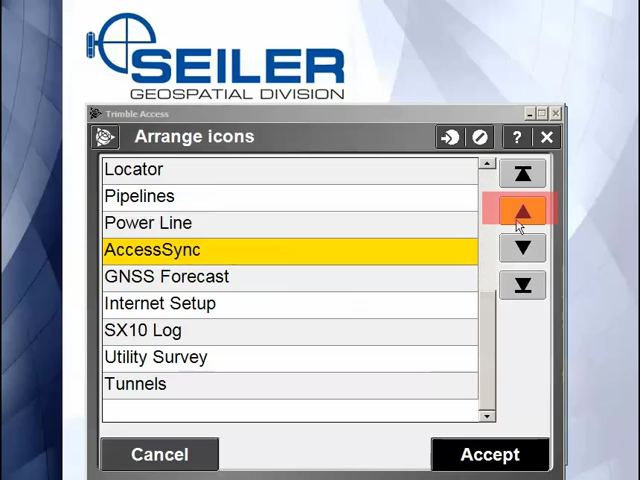 SEILER
GEOSPATIAL DIVISION
Trimble Access
Arrange icons
?
Locator
Pipelines
Power Line
AccessSync
GNSS Forecast
Internet Setup
SX10 Log
Utility Survey
Tunnels
Cancel
Accept